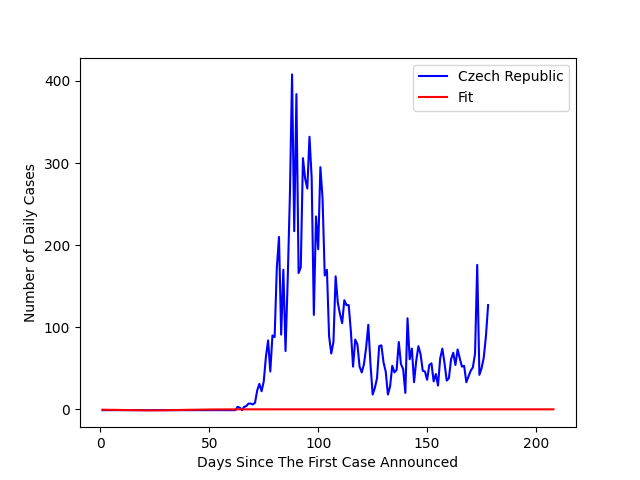 Czech Republic
Fit
400
300
200
100
0
Number of Daily Cases
0 50 100 150 200
Days Since The First Case Announced